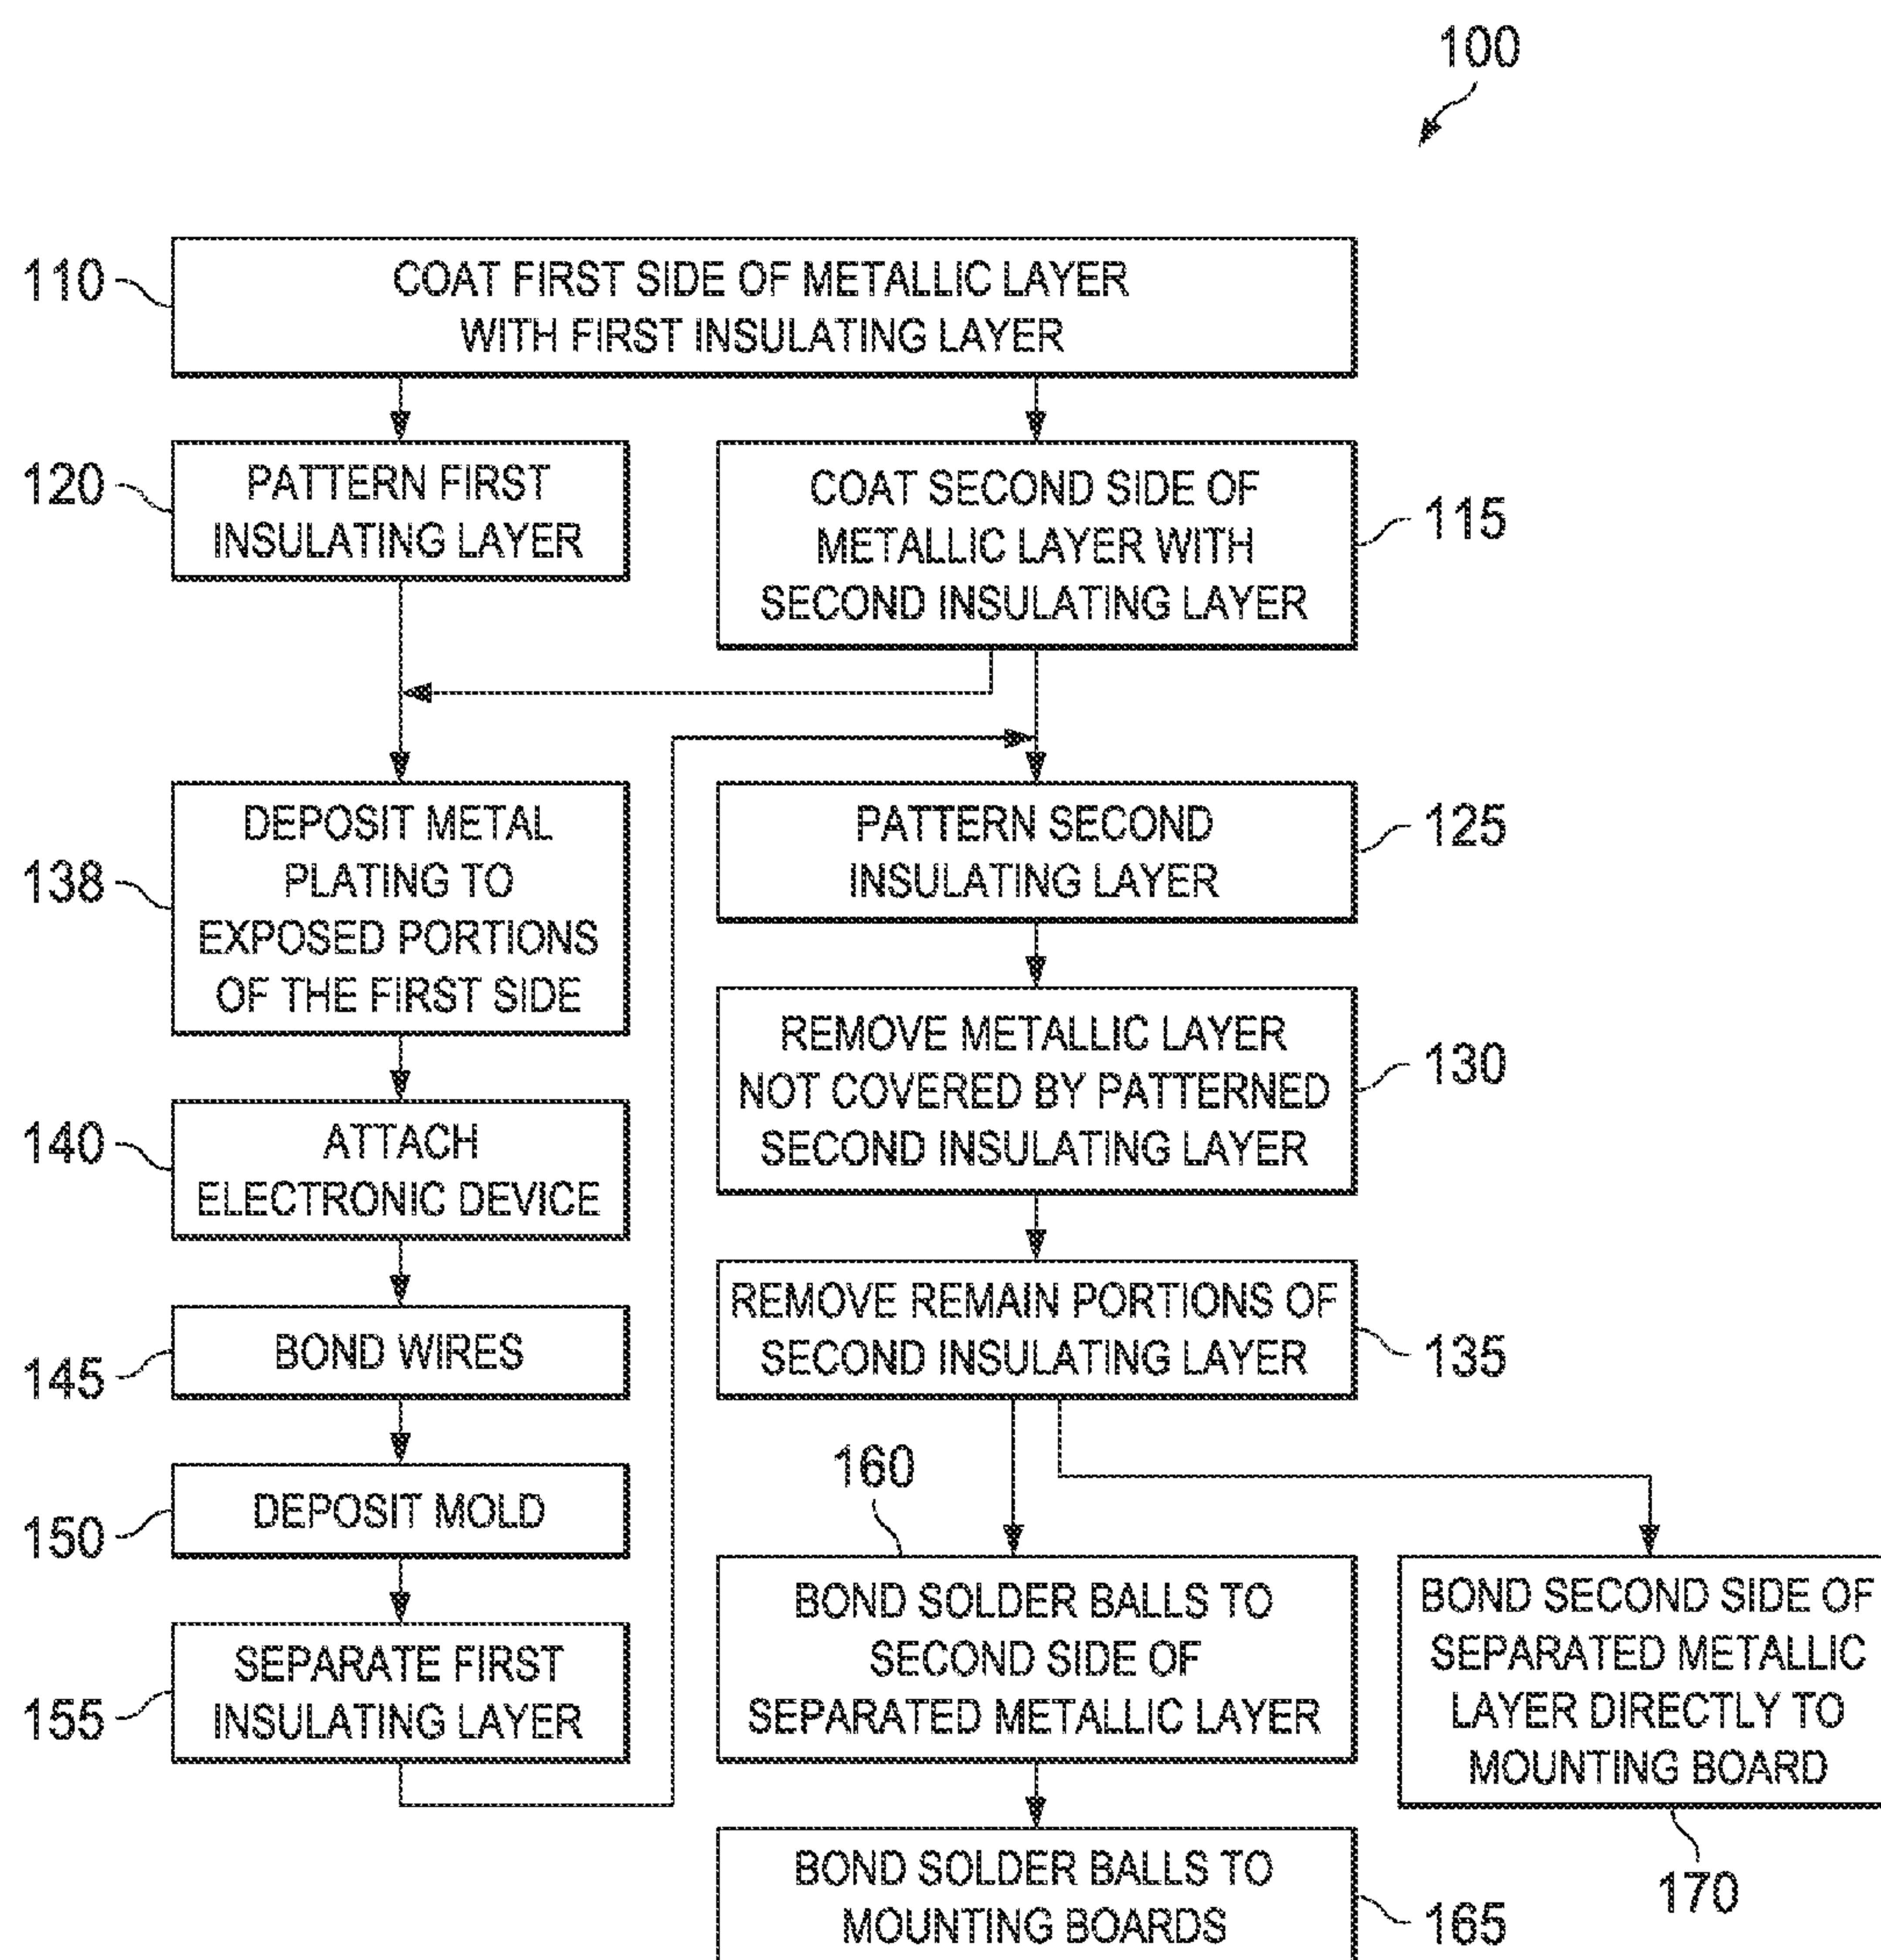 100
110
COAT FIRST SIDE OF METALLIC LAYER
WITH FIRST INSULATING LAYER
120
PATTERN FIRST
INSULATING LAYER
COAT SECOND SIDE OF
METALLIC LAYER WITH
SECOND INSULATING LAYER
115
138
DEPOSIT METAL
PLATING TO
EXPOSED PORTIONS
OF THE FIRST SIDE
PATTERN SECOND
INSULATING LAYER
125
REMOVE METALLIC LAYER
NOT COVERED BY PATTERNED
SECOND INSULATING LAYER
130
140
ATTACH
ELECTRONIC DEVICE
REMOVE REMAIN PORTIONS OF
SECOND INSULATING LAYER
135
145
BOND WIRES
150
DEPOSIT MOLD
155
SEPARATE FIRST
INSULATING LAYER
160
BOND SOLDER BALLS TO
SECOND SIDE OF
SEPARATED METALLIC LAYER
BOND SECOND SIDE OF
SEPARATED METALLIC
LAYER DIRECTLY TO
MOUNTING BOARD
170
BOND SOLDER BALLS TO
MOUNTING BOARDS
165